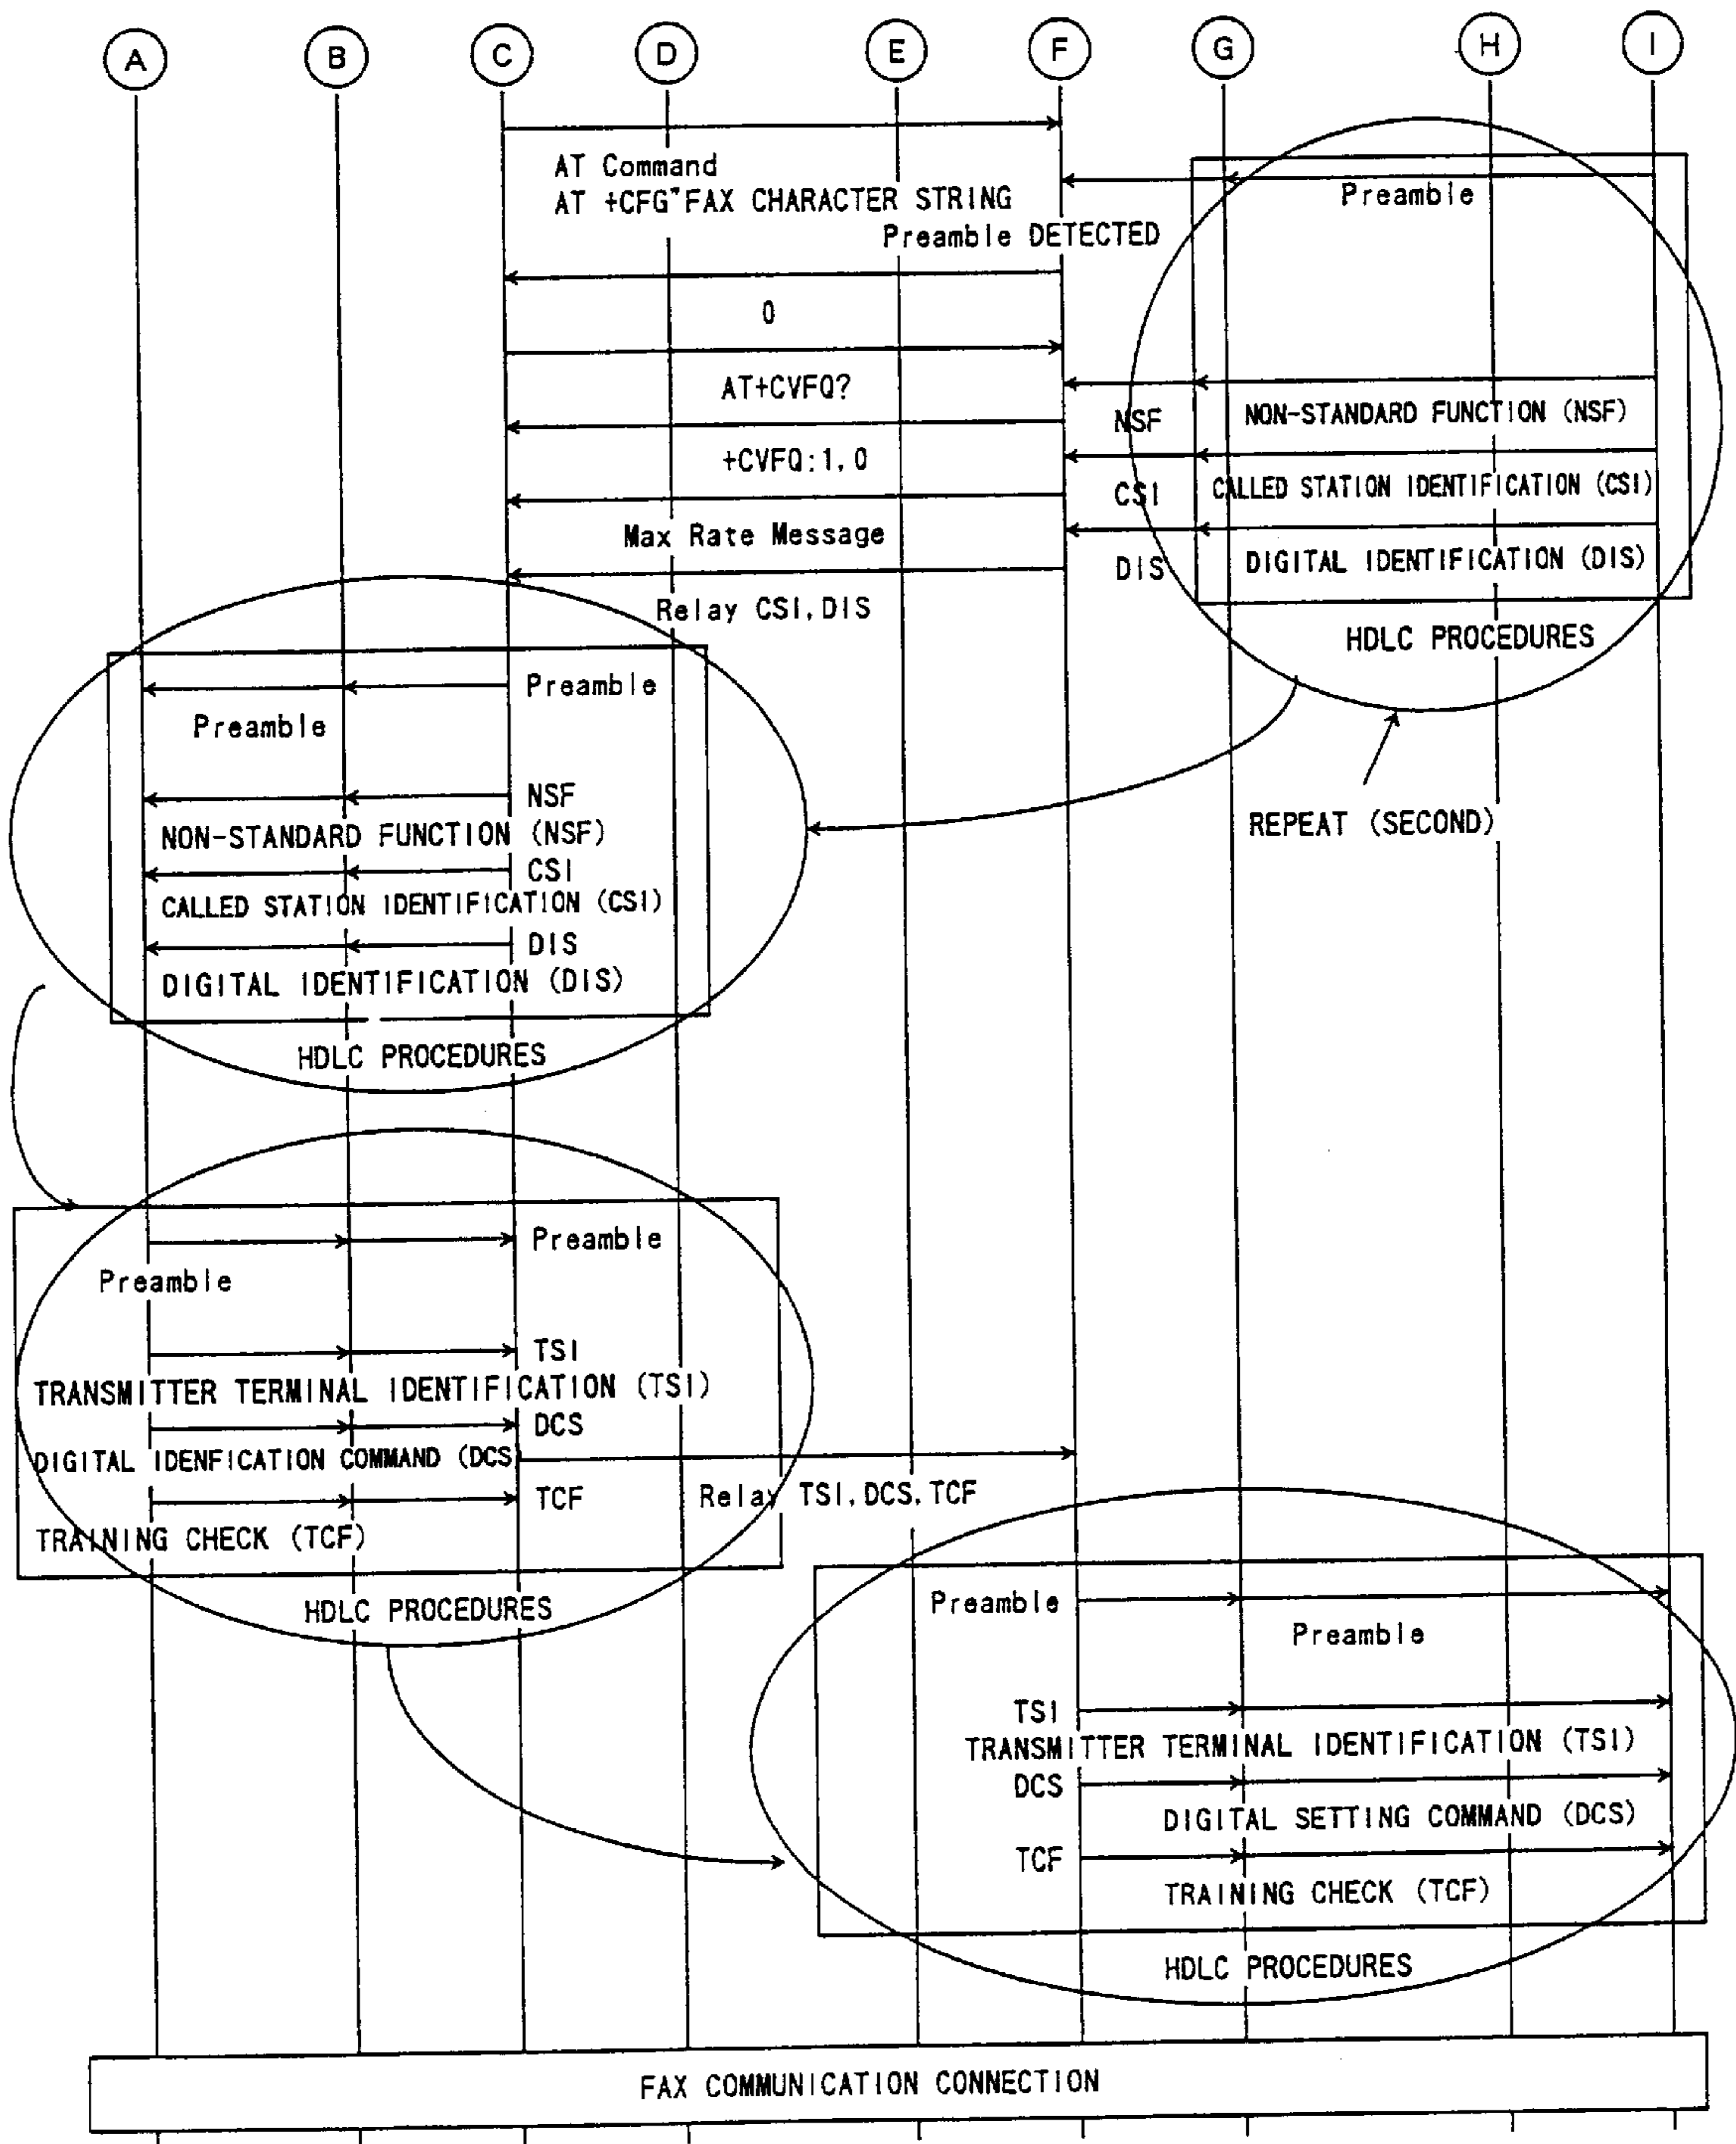 A B C D E F G H I
AT Command
AT +CFG"FAX CHARACTER STRING
Preamble
Preamble DETECTED
0
AT+CVFQ?
NSF NON-STANDARD FUNCTION (NSF)
+CVFQ:1,0
CSI CALLED STATION IDENTIFICATION (CSI)
Max Rate Message
DIS DIGITAL IDENTIFICATION (DIS)
Relay CSI,DIS
HDLC PROCEDURES
Preamble
Preamble
NSF
REPEAT (SECOND)
NON-STANDARD FUNCTION (NSF)
CSI
CALLED STATION IDENTIFICATION (CSI)
DIS
DIGITAL IDENTIFICATION (DIS)
HDLC PROCEDURES
Preamble
Preamble
TSI
TRANSMITTER TERMINAL IDENTIFICATION (TSI)
DCS
DIGITAL IDENFICATION COMMAND (DCS)
TCF
Relay TSI,DCS,TCF
TRAINING CHECK (TCF)
HDLC PROCEDURES
Preamble
Preamble
TSI
TRANSMITTER TERMINAL IDENTIFICATION (TSI)
DCS
DIGITAL SETTING COMMAND (DCS)
TCF
TRAINING CHECK (TCF)
HDLC PROCEDURES
FAX COMMUNICATION CONNECTION